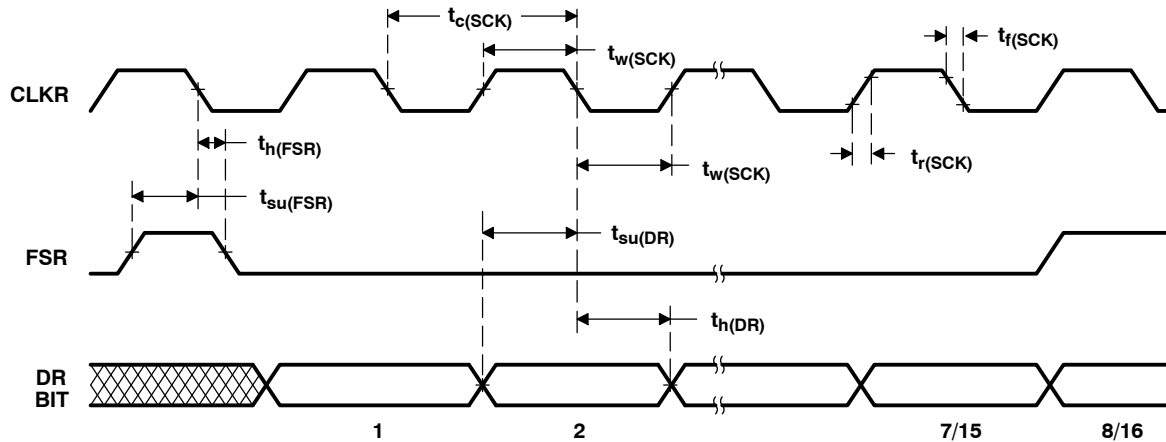 tc(SCK)
tw(SCK)
tf(SCK)
CLKR
th(FSR)
tr(SCK)
tw(SCK)
tsu(FSR)
tsu(DR)
FSR
th(DR)
DR
BIT
1 2 7/15 8/16